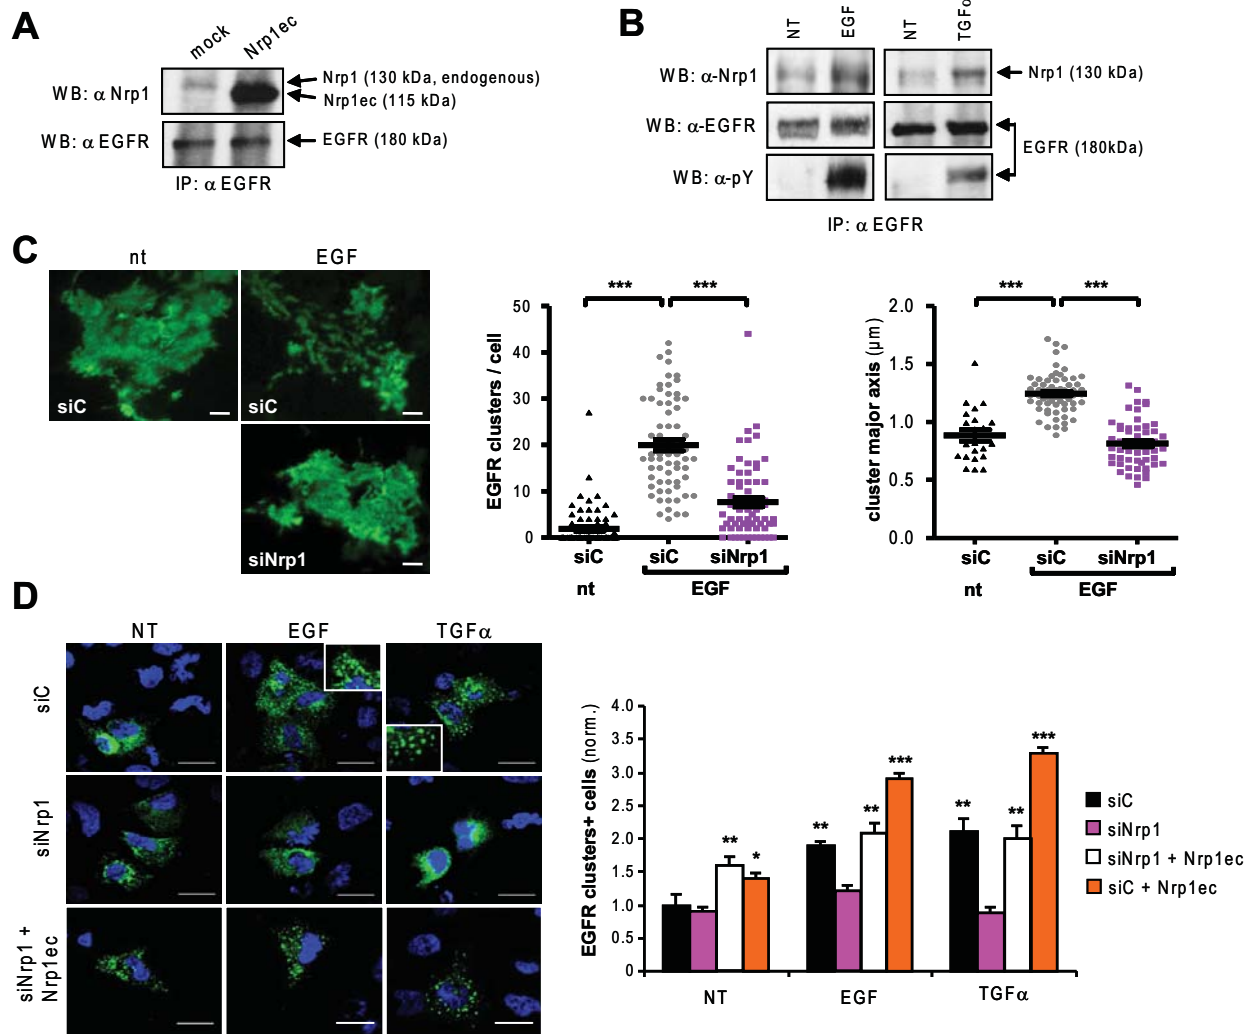 A
mock
Nrp1ec
WB: α Nrp1
Nrp1 (130 kDa, endogenous)
Nrp1ec (115 kDa)
WB: α EGFR
EGFR (180 kDa)
IP: α EGFR
B
NT
EGF
NT
WB: α-Nrp1
Nrp1 (130 kDa)
WB: α-EGFR
EGFR (180kDa)
WB: α-pY
IP: α EGFR
C
nt
EGF
siC
siC
siNrp1
EGFR clusters / cell
50
40
30
20
10
0
***
***
siC
siC
siNrp1
nt
EGF
cluster major axis (µm)
2.0
1.5
1.0
0.5
0.0
***
***
siC
siC
siNrp1
nt
EGF
D
NT
EGF
TGFα
siC
siNrp1
siNrp1 +
Nrp1ec
EGFR clusters+ cells (norm.)
4.0
3.5
3.0
2.5
2.0
1.5
1.0
0.5
0
**
*
**
**
***
**
**
***
NT
EGF
TGFα
siC
siNrp1
siNrp1 + Nrp1ec
siC + Nrp1ec